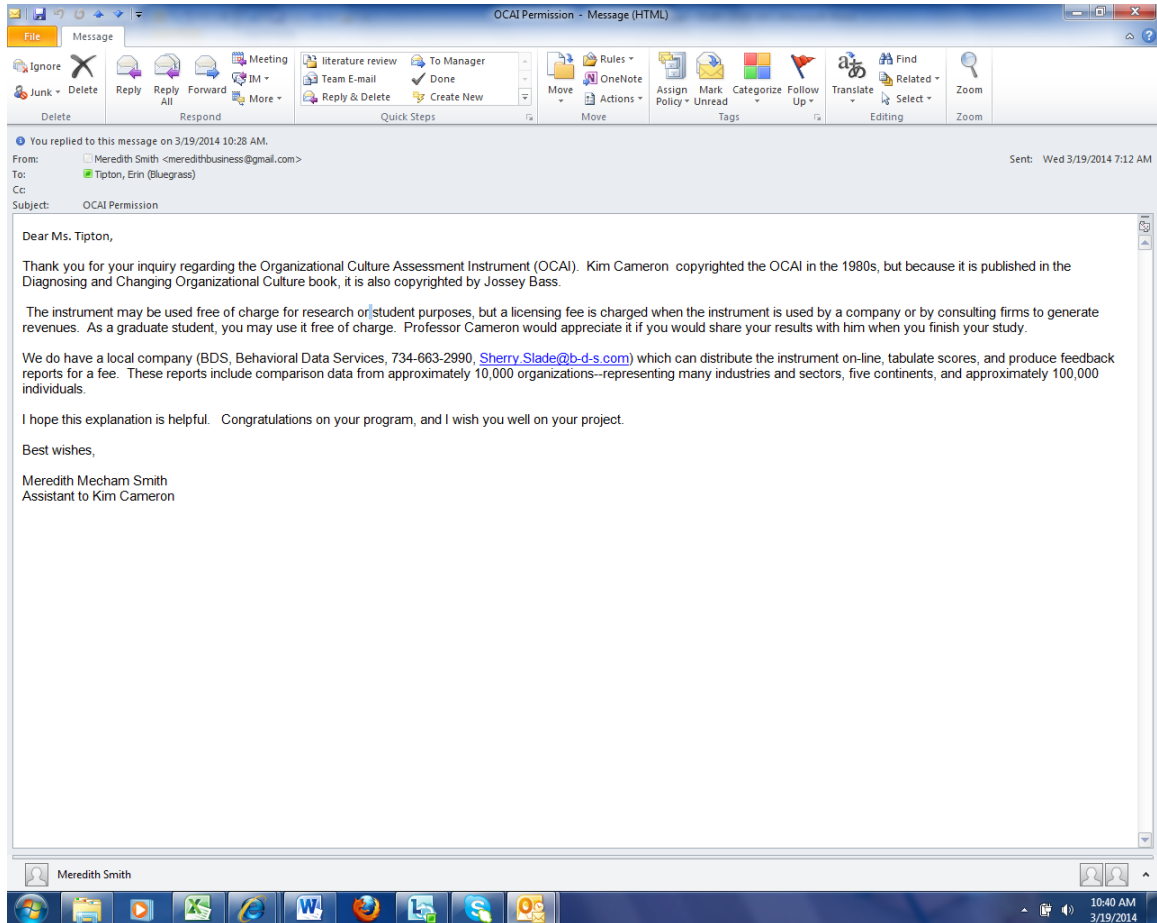 OCAI Permission - Message (HTML)
File Message
Ignore
Junk
Delete
Reply
Reply All
Forward
Meeting
IM
More
literature review
Team E-mail
Reply & Delete
To Manager
Done
Create New
Move
Rules
OneNote
Actions
Assign Policy
Mark Unread
Categorize
Follow Up
Translate
Find
Related
Select
Zoom
Delete Respond Quick Steps Move Tags Editing Zoom
You replied to this message on 3/19/2014 10:28 AM.
From: Meredith Smith <meredithbusiness@gmail.com> Sent: Wed 3/19/2014 7:12 AM
To: Tipton, Erin (Bluegrass)
Cc:
Subject: OCAI Permission
Dear Ms. Tipton,
Thank you for your inquiry regarding the Organizational Culture Assessment Instrument (OCAI). Kim Cameron copyrighted the OCAI in the 1980s, but because it is published in the
Diagnosing and Changing Organizational Culture book, it is also copyrighted by Jossey Bass.
The instrument may be used free of charge for research or student purposes, but a licensing fee is charged when the instrument is used by a company or by consulting firms to generate
revenues. As a graduate student, you may use it free of charge. Professor Cameron would appreciate it if you would share your results with him when you finish your study.
We do have a local company (BDS, Behavioral Data Services, 734-663-2990, Sherry.Slade@b-d-s.com) which can distribute the instrument on-line, tabulate scores, and produce feedback
reports for a fee. These reports include comparison data from approximately 10,000 organizations--representing many industries and sectors, five continents, and approximately 100,000
individuals.
I hope this explanation is helpful. Congratulations on your program, and I wish you well on your project.
Best wishes,
Meredith Mecham Smith
Assistant to Kim Cameron
Meredith Smith
10:40 AM
3/19/2014